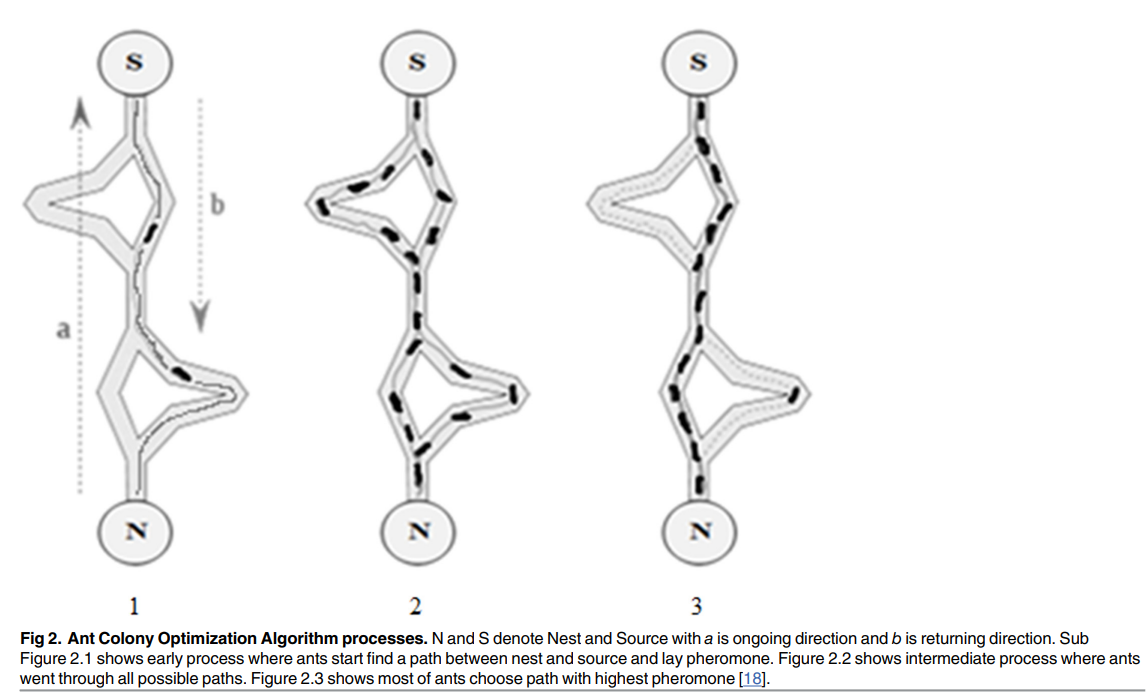 S
S
S
b
a
N
N
N
1
2
3
Fig 2. Ant Colony Optimization Algorithm processes. N and S denote Nest and Source with a is ongoing direction and b is returning direction. Sub
Figure 2.1 shows early process where ants start find a path between nest and source and lay pheromone. Figure 2.2 shows intermediate process where ants
went through all possible paths. Figure 2.3 shows most of ants choose path with highest pheromone [18].